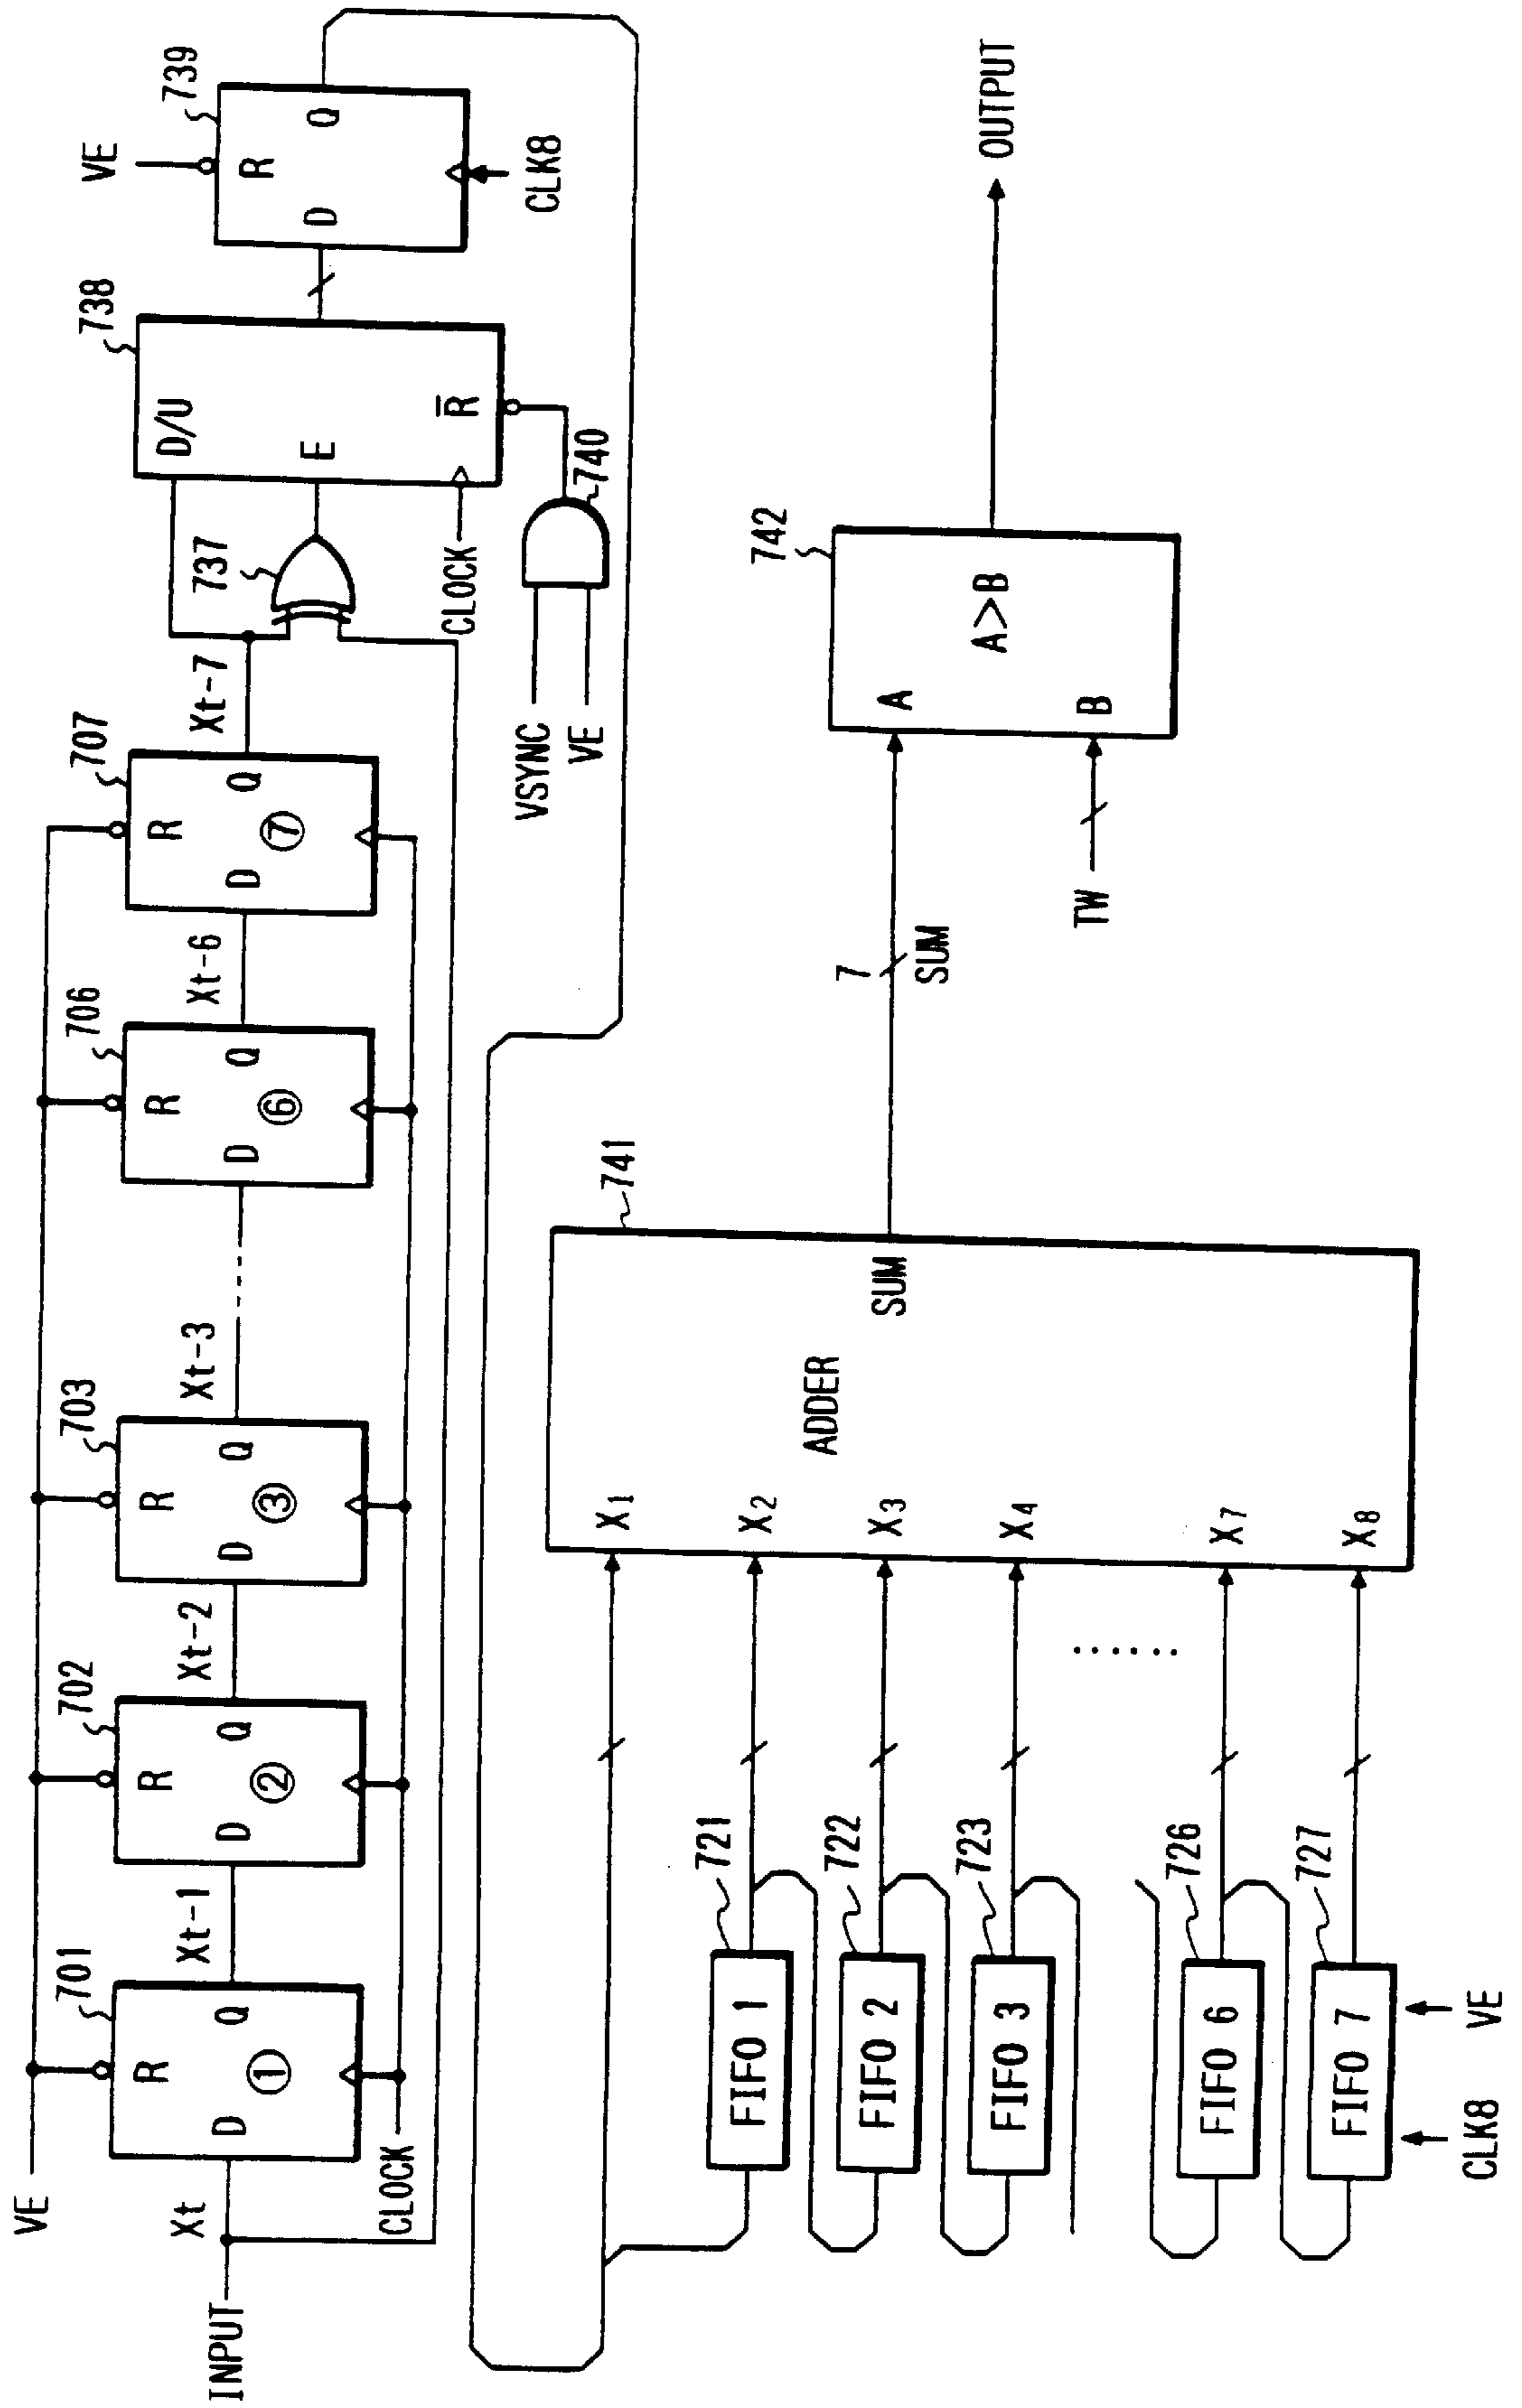 VE
701
702
703
706
707
INPUT
Xt
D
R
Q
①
Xt-1
D
R
Q
②
Xt-2
D
R
Q
③
Xt-3
D
R
Q
⑥
Xt-6
D
R
Q
⑦
Xt-7
CLOCK
737
738
D/U
E
R̅
CLOCK
VSYNC
VE
740
739
VE
D
R
Q
CLK8
721
FIFO 1
722
FIFO 2
723
FIFO 3
726
FIFO 6
727
FIFO 7
CLK8
VE
741
X1
X2
X3
X4
X7
X8
ADDER
SUM
7
SUM
TW
742
A
B
A>B
OUTPUT